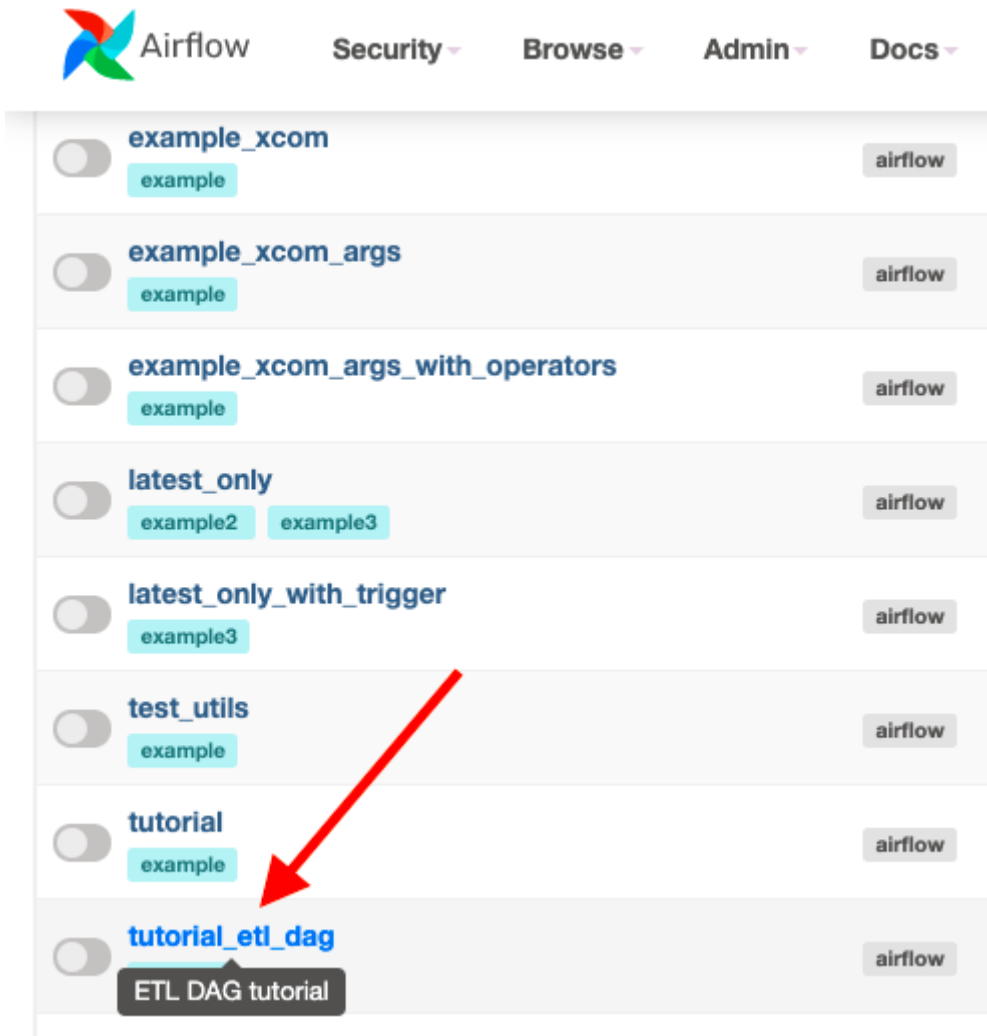 Airflow Security Browse Admin Docs
example_xcom
airflow
example
example_xcom_args
airflow
example
example_xcom_args_with_operators
airflow
example
latest_only
airflow
example2 example3
latest_only_with_trigger
airflow
example3
test_utils
airflow
example
tutorial
airflow
example
tutorial_etl_dag
airflow
ETL DAG tutorial